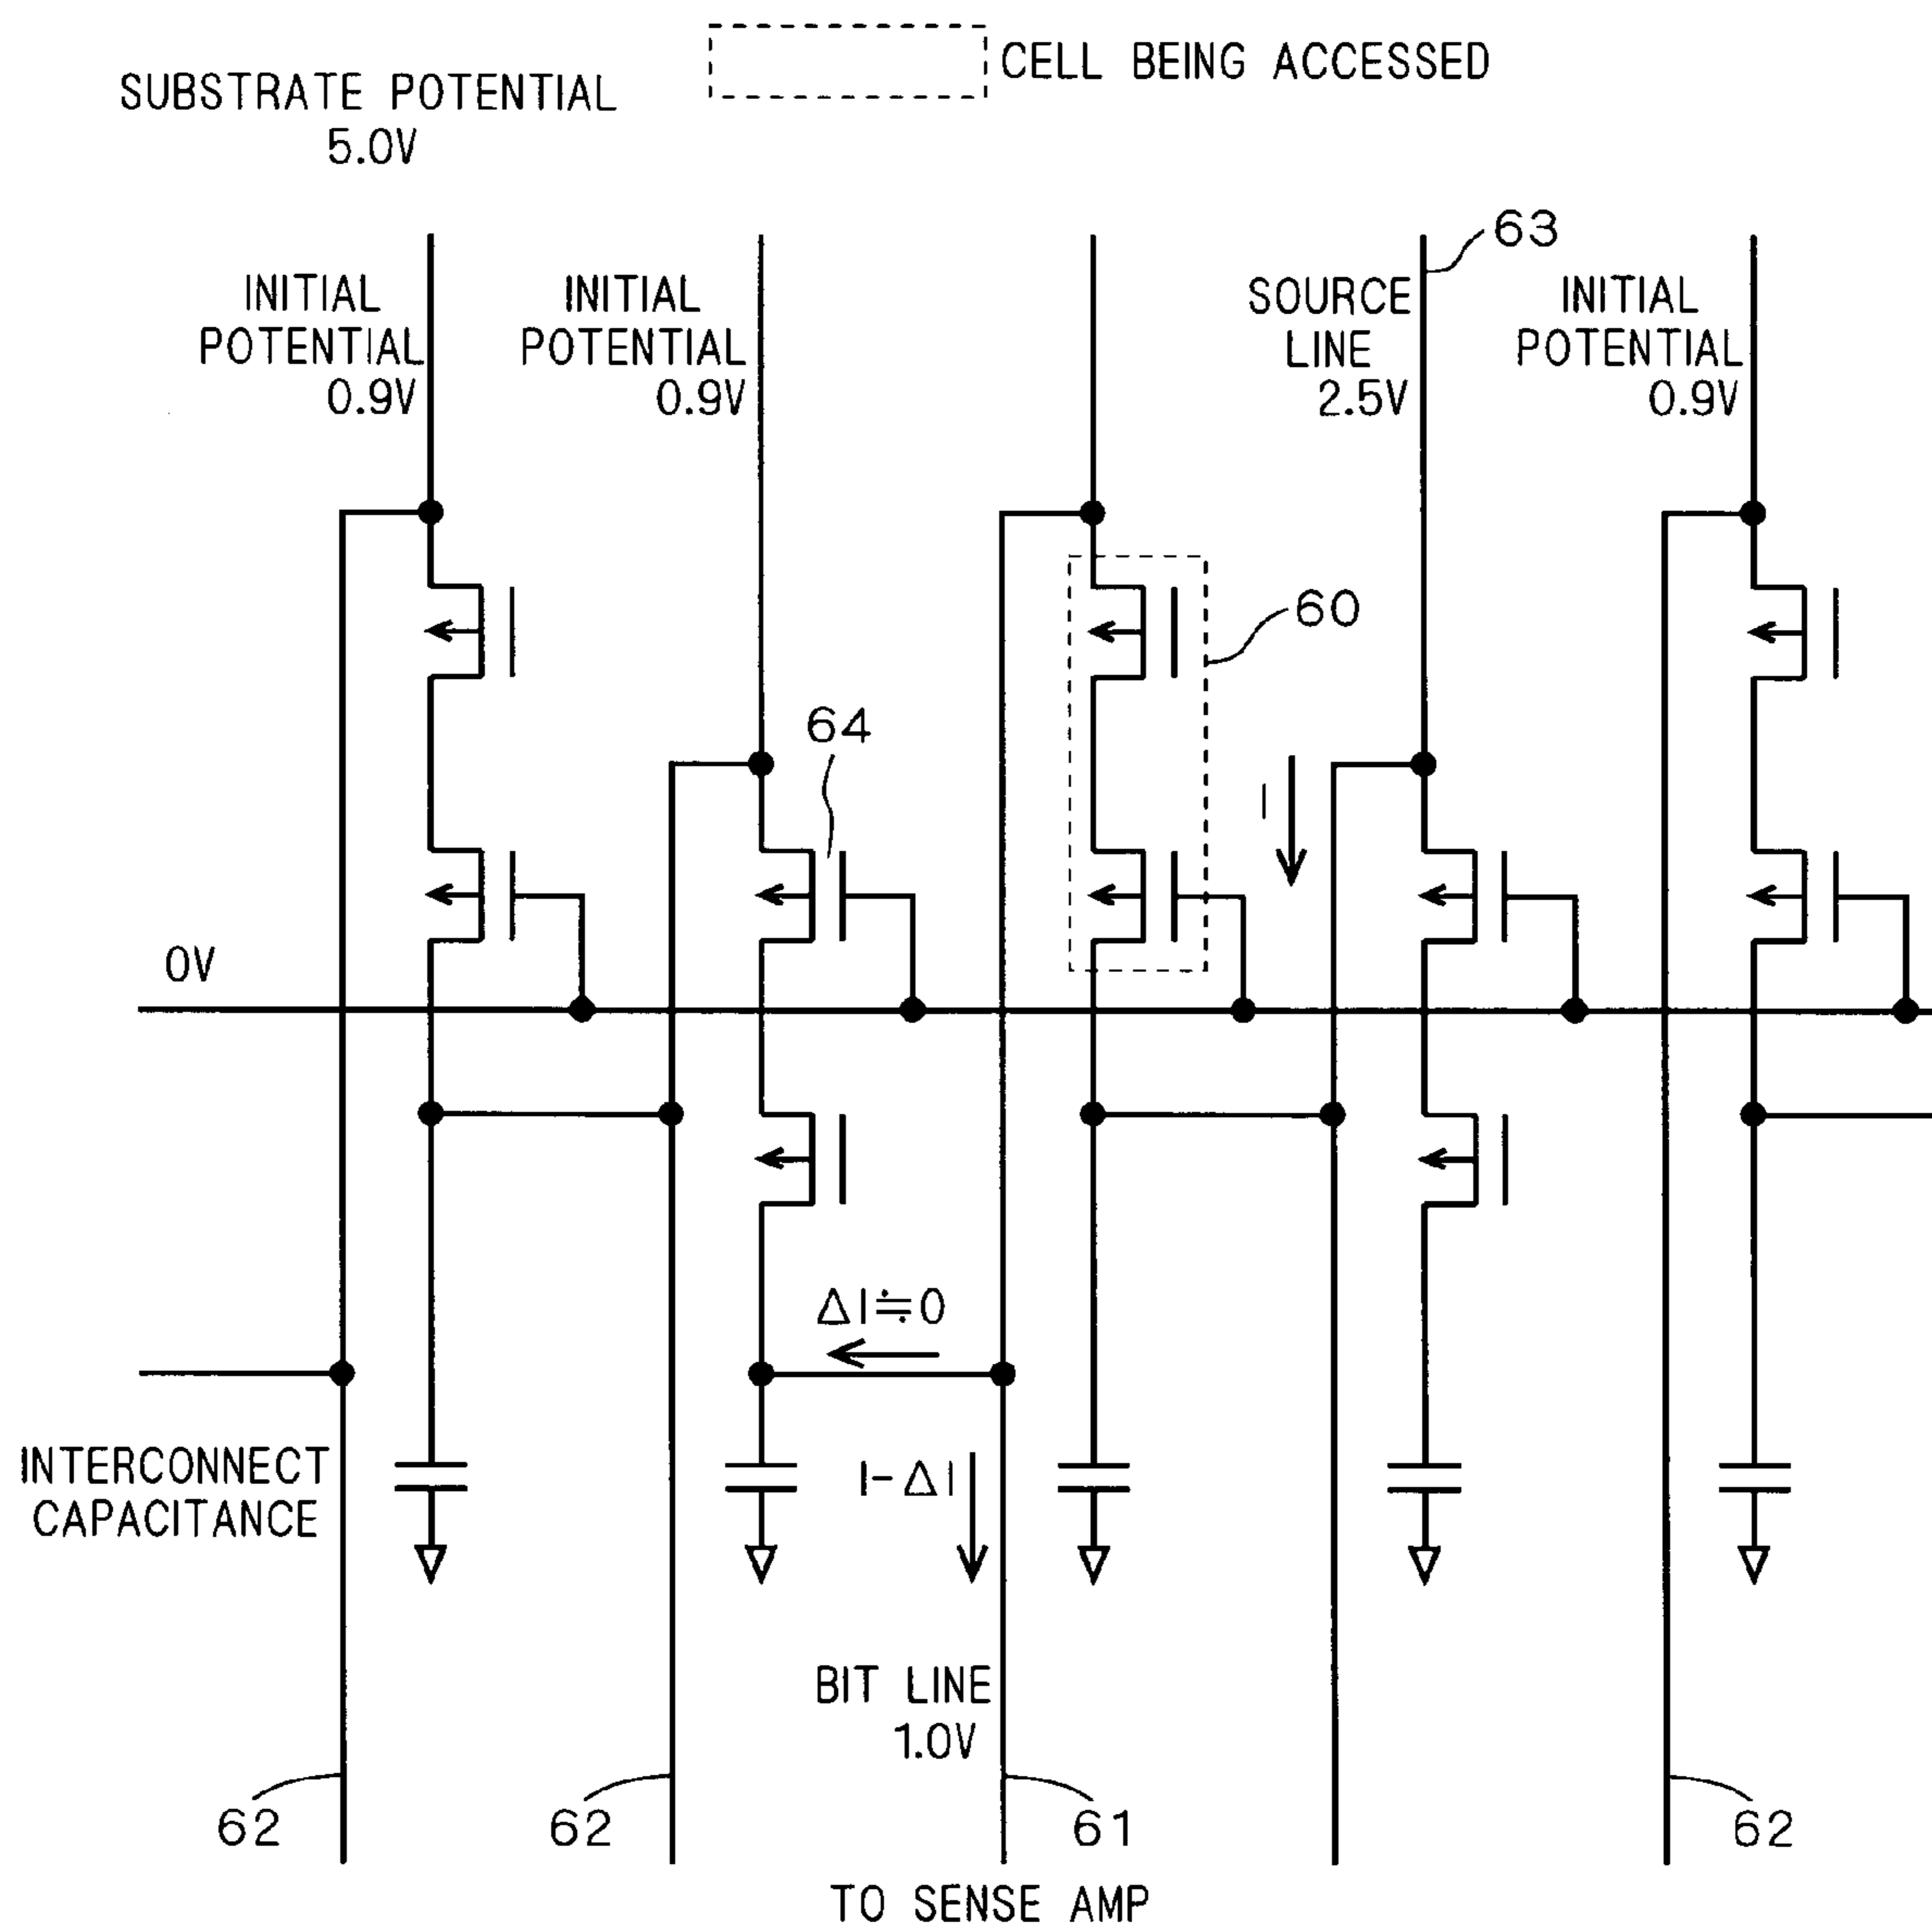 CELL BEING ACCESSED
SUBSTRATE POTENTIAL
5.0V
63
INITIAL
POTENTIAL
0.9V
INITIAL
POTENTIAL
0.9V
SOURCE
LINE
2.5V
INITIAL
POTENTIAL
0.9V
60
64
I
0V
ΔI≒0
INTERCONNECT
CAPACITANCE
I-ΔI
BIT LINE
1.0V
62
62
61
62
TO SENSE AMP